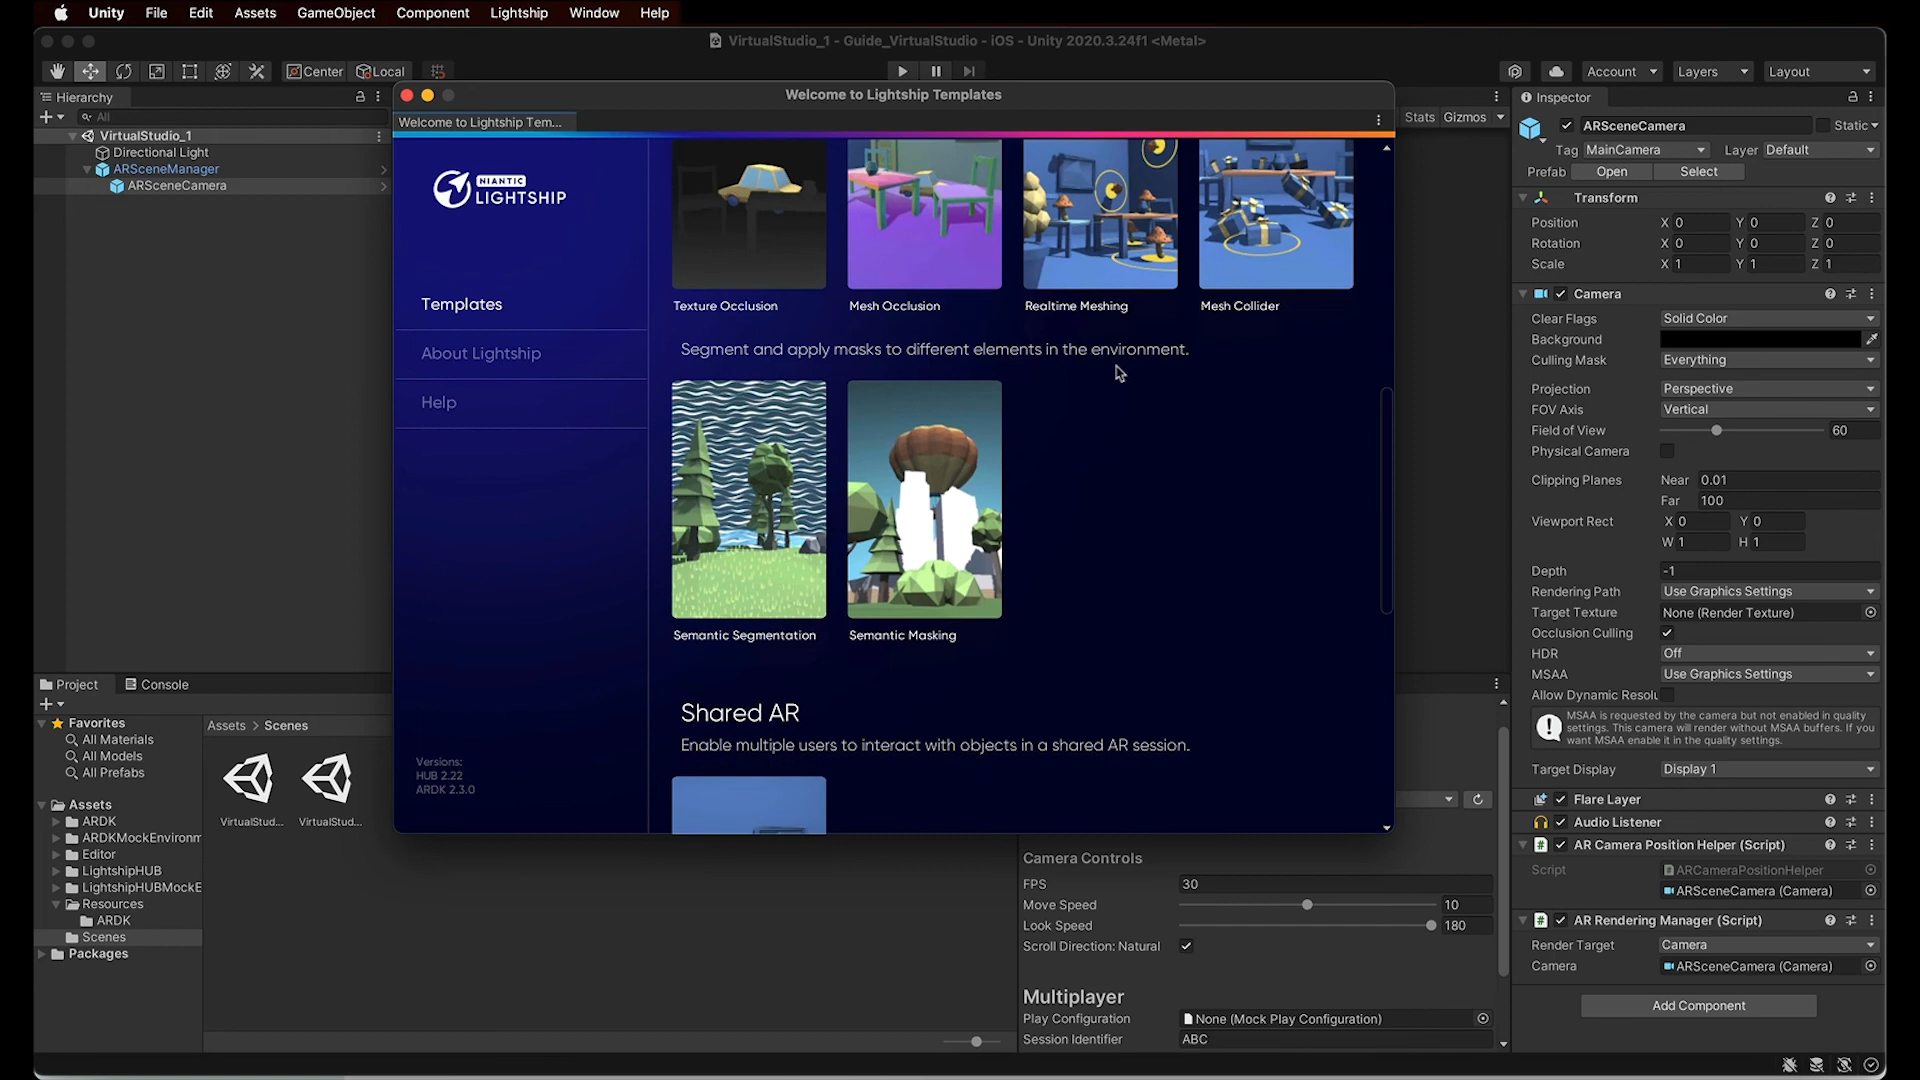 Unity File Edit Assets GameObject Component Lightship Window Help
VirtualStudio_1 - Guide_VirtualStudio - iOS - Unity 2020.3.24f1 <Metal>
Center Local Account Layers Layout
Hierarchy
All
VirtualStudio_1
Directional Light
ARSceneManager
ARSceneCamera
Welcome to Lightship Templates
Welcome to Lightship Tem...
NIANTIC
LIGHTSHIP
Templates
About Lightship
Help
Versions:
HUB 2.22
ARDK 2.3.0
Texture Occlusion Mesh Occlusion Realtime Meshing Mesh Collider
Segment and apply masks to different elements in the environment.
Semantic Segmentation Semantic Masking
Shared AR
Enable multiple users to interact with objects in a shared AR session.
Stats Gizmos
Project Console
Favorites
All Materials
All Models
All Prefabs
Assets
ARDK
ARDKMockEnvironm
Editor
LightshipHUB
LightshipHUBMockE
Resources
ARDK
Scenes
Packages
Assets > Scenes
VirtualStud... VirtualStud...
Camera Controls
FPS 30
Move Speed 10
Look Speed 180
Scroll Direction: Natural
Multiplayer
Play Configuration None (Mock Play Configuration)
Session Identifier ABC
Inspector
ARSceneCamera Static
Tag MainCamera Layer Default
Prefab Open Select
Transform
Position X 0 Y 0 Z 0
Rotation X 0 Y 0 Z 0
Scale X 1 Y 1 Z 1
Camera
Clear Flags Solid Color
Background
Culling Mask Everything
Projection Perspective
FOV Axis Vertical
Field of View 60
Physical Camera
Clipping Planes Near 0.01
Far 100
Viewport Rect X 0 Y 0
W 1 H 1
Depth -1
Rendering Path Use Graphics Settings
Target Texture None (Render Texture)
Occlusion Culling
HDR Off
MSAA Use Graphics Settings
Allow Dynamic Resolu
MSAA is requested by the camera but not enabled in quality
settings. This camera will render without MSAA buffers. If you
want MSAA enable it in the quality settings.
Target Display Display 1
Flare Layer
Audio Listener
AR Camera Position Helper (Script)
Script ARCameraPositionHelper
ARSceneCamera (Camera)
AR Rendering Manager (Script)
Render Target Camera
Camera ARSceneCamera (Camera)
Add Component